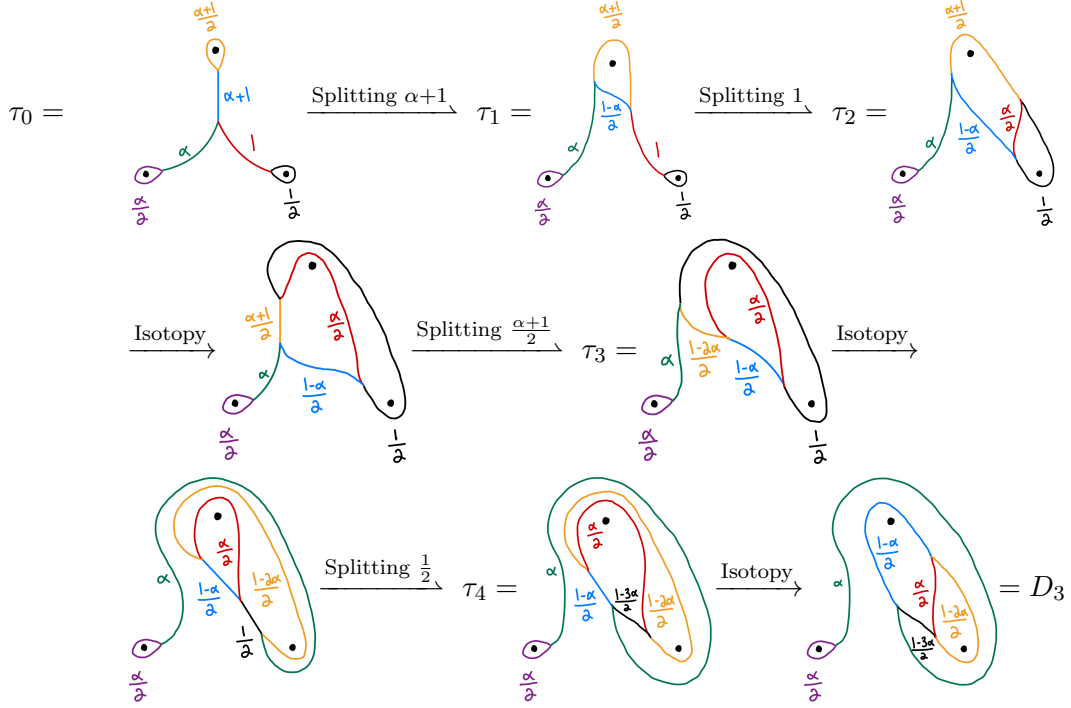 α+1/2
τ₀ =
α+1
α
1
α/2
1/2
Splitting α+1
τ₁ =
α+1/2
1-α/2
α
1
α/2
1/2
Splitting 1
τ₂ =
α+1/2
α/2
1-α/2
α
α/2
1/2
Isotopy
α+1/2
α/2
α
1-α/2
α/2
1/2
Splitting α+1/2
τ₃ =
α/2
α
1-2α/2
1-α/2
α/2
1/2
Isotopy
α
α/2
1-α/2
1-2α/2
1/2
α/2
Splitting 1/2
τ₄ =
α/2
α
1-α/2
1-3α/2
1-2α/2
α/2
Isotopy
1-α/2
α
α/2
1-2α/2
1-3α/2
α/2
= D₃